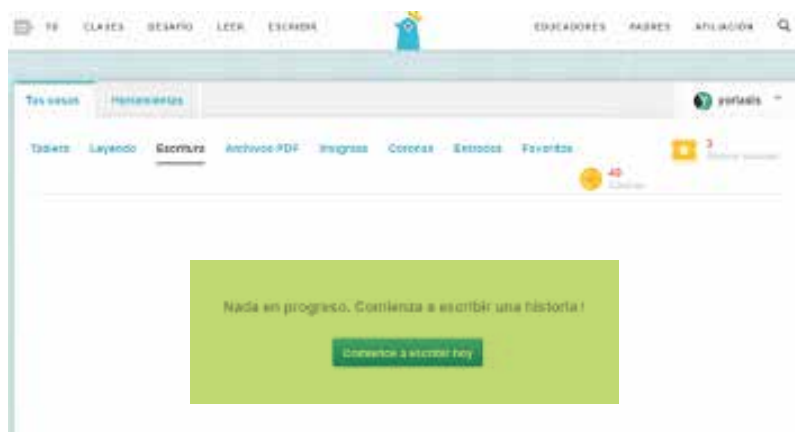 TÚ CLASES DESAFÍO LEER ESCRIBIR EDUCADORES PADRES AFILIACIÓN
Tus cosas Herramientas
Tablero Leyendo Escritura Archivos PDF Insignias Coronas Entradas Favoritos
3
40
Nada en progreso. Comienza a escribir una historia!
Comience a escribir hoy